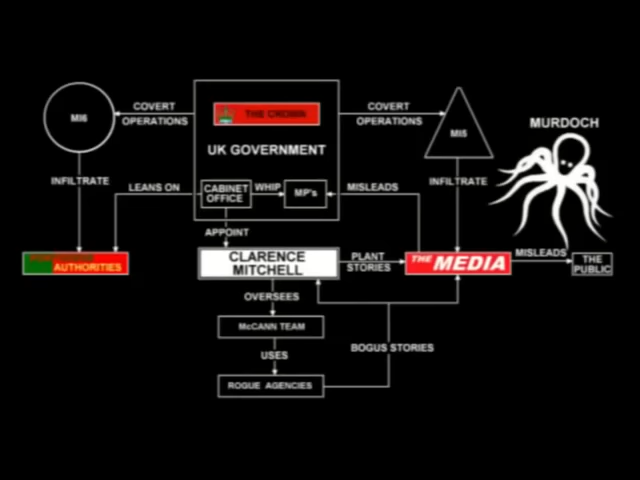 COVERT
OPERATIONS
COVERT
OPERATIONS
MI6
THE CROWN
MI5
MURDOCH
UK GOVERNMENT
INFILTRATE
LEANS ON
CABINET
OFFICE
WHIP
MP's
MISLEADS
INFILTRATE
APPOINT
AUTHORITIES
CLARENCE
MITCHELL
PLANT
STORIES
THE MEDIA
MISLEADS
THE
PUBLIC
OVERSEES
McCANN TEAM
USES
BOGUS STORIES
ROGUE AGENCIES